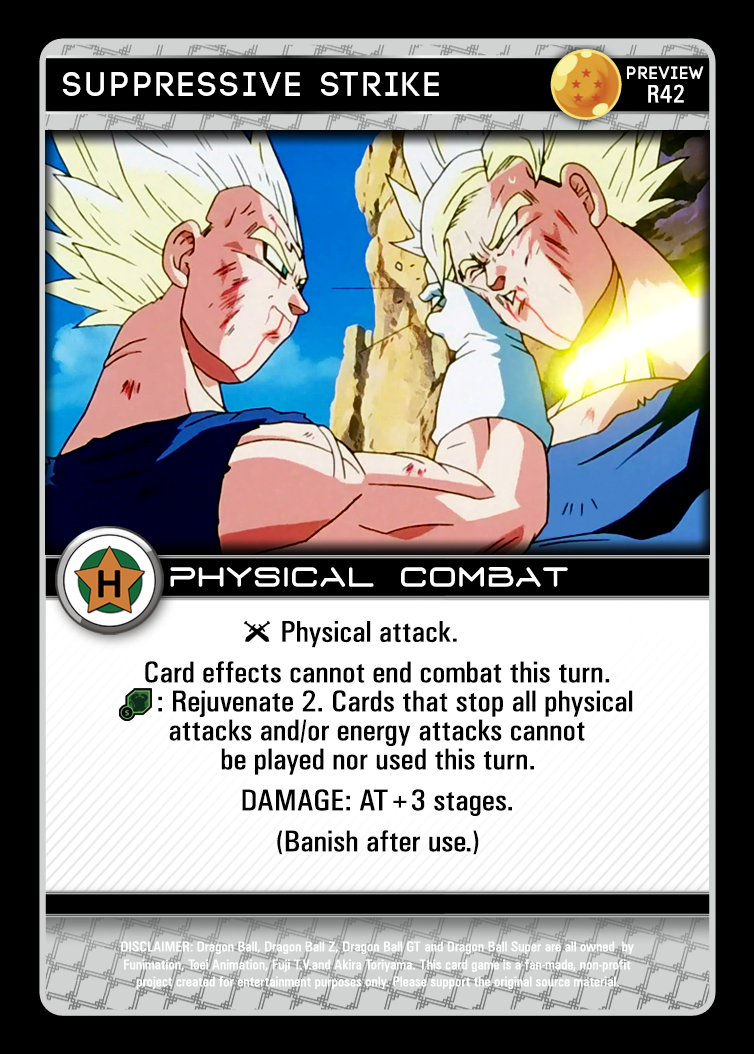 SUPPRESSIVE STRIKE
PREVIEW
R42
H
PHYSICAL COMBAT
Physical attack.
Card effects cannot end combat this turn.
S : Rejuvenate 2. Cards that stop all physical
attacks and/or energy attacks cannot
be played nor used this turn.
DAMAGE: AT+3 stages.
(Banish after use.)
DISCLAIMER: Dragon Ball, Dragon Ball Z, Dragon Ball GT and Dragon Ball Super are all owned by
Funimation, Toei Animation, Fuji T.V.and Akira Toriyama. This card game is a fan-made, non-profit
project created for entertainment purposes only. Please support the original source material.